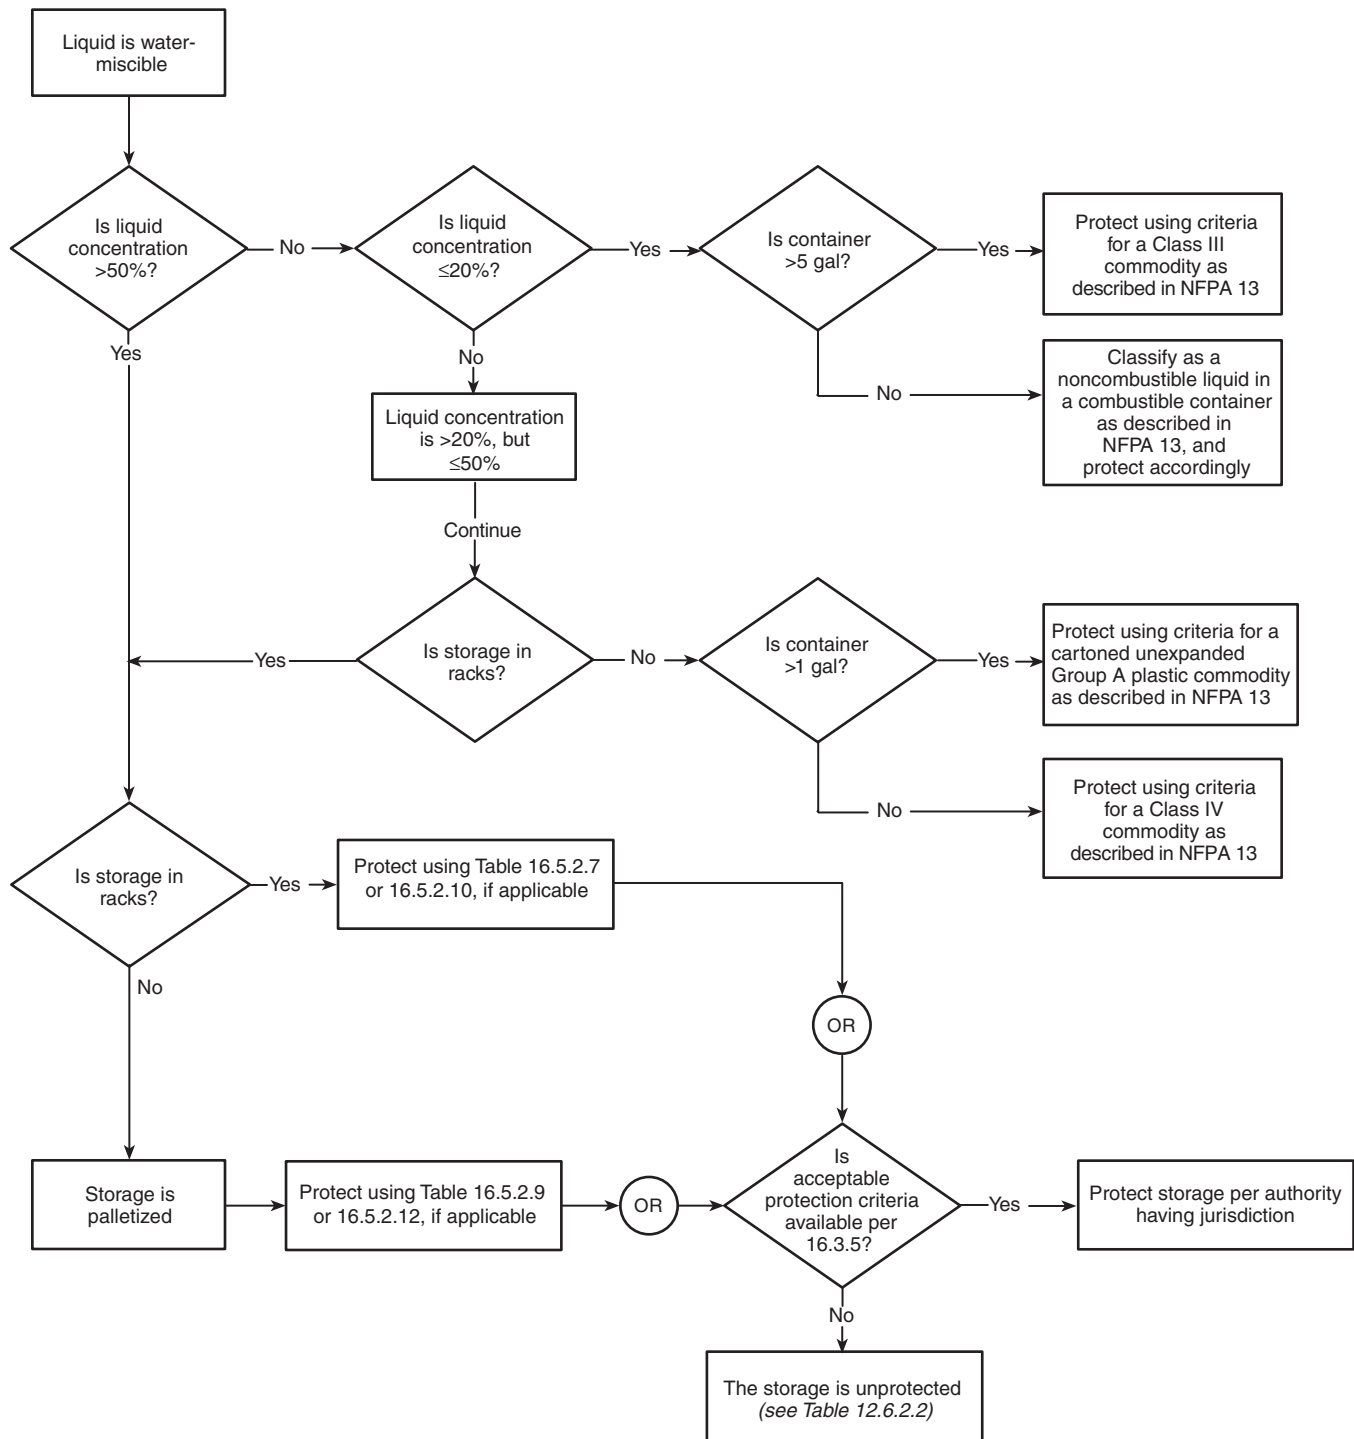 Liquid is water-
miscible
Is liquid
concentration
>50%?
No
Is liquid
concentration
≤20%?
Yes
Is container
>5 gal?
Yes
Protect using criteria
for a Class III
commodity as
described in NFPA 13
Yes
No
No
Classify as a
noncombustible liquid in
a combustible container
as described in
NFPA 13, and
protect accordingly
Liquid concentration
is >20%, but
≤50%
Continue
Yes
Is storage in
racks?
No
Is container
>1 gal?
Yes
Protect using criteria for a
cartoned unexpanded
Group A plastic commodity
as described in NFPA 13
No
Protect using criteria
for a Class IV
commodity as
described in NFPA 13
Is storage in
racks?
Yes
Protect using Table 16.5.2.7
or 16.5.2.10, if applicable
No
OR
Storage is
palletized
Protect using Table 16.5.2.9
or 16.5.2.12, if applicable
OR
Is
acceptable
protection criteria
available per
16.3.5?
Yes
Protect storage per authority
having jurisdiction
No
The storage is unprotected
(see Table 12.6.2.2)